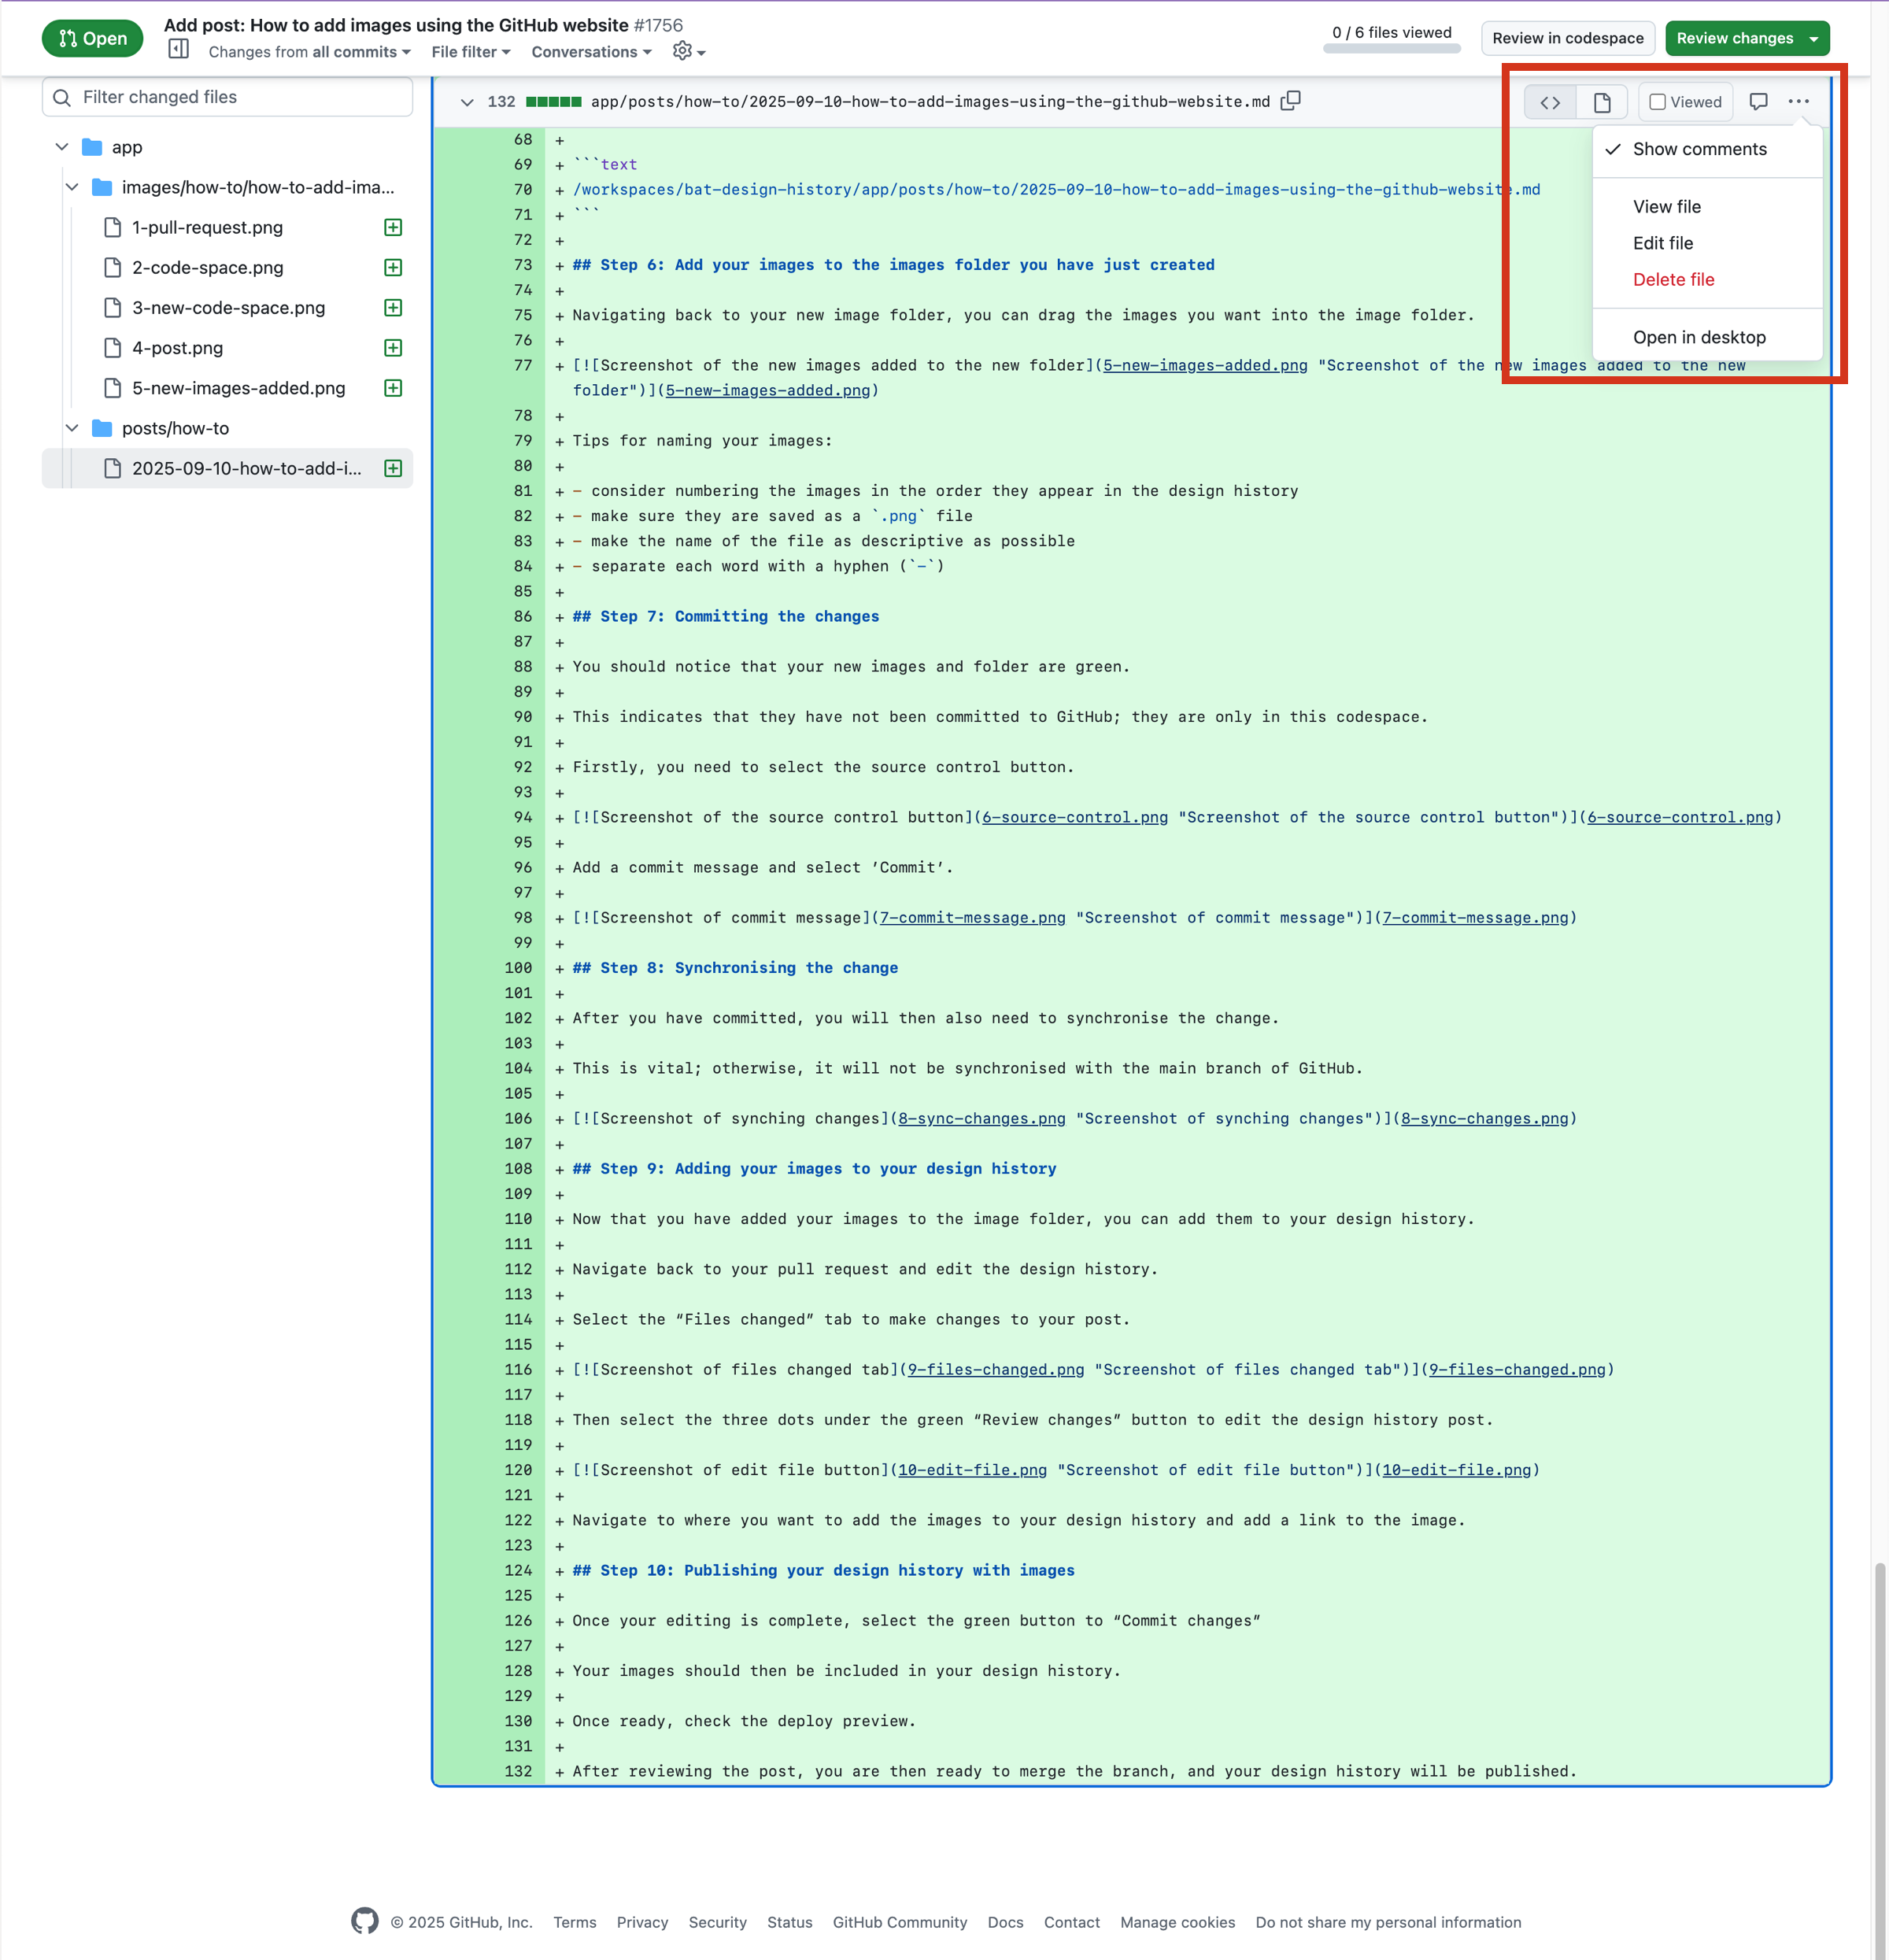 Open
Add post: How to add images using the GitHub website #1756
Changes from all commits File filter Conversations
0 / 6 files viewed
Review in codespace
Review changes
Filter changed files
app
images/how-to/how-to-add-ima...
1-pull-request.png
2-code-space.png
3-new-code-space.png
4-post.png
5-new-images-added.png
posts/how-to
2025-09-10-how-to-add-i...
132 app/posts/how-to/2025-09-10-how-to-add-images-using-the-github-website.md
Viewed
Show comments
View file
Edit file
Delete file
Open in desktop
68 +
69 + ```text
70 + /workspaces/bat-design-history/app/posts/how-to/2025-09-10-how-to-add-images-using-the-github-website.md
71 + ```
72 +
73 + ## Step 6: Add your images to the images folder you have just created
74 +
75 + Navigating back to your new image folder, you can drag the images you want into the image folder.
76 +
77 + [![Screenshot of the new images added to the new folder](5-new-images-added.png "Screenshot of the new images added to the new
folder")](5-new-images-added.png)
78 +
79 + Tips for naming your images:
80 +
81 + - consider numbering the images in the order they appear in the design history
82 + - make sure they are saved as a `.png` file
83 + - make the name of the file as descriptive as possible
84 + - separate each word with a hyphen (`-`)
85 +
86 + ## Step 7: Committing the changes
87 +
88 + You should notice that your new images and folder are green.
89 +
90 + This indicates that they have not been committed to GitHub; they are only in this codespace.
91 +
92 + Firstly, you need to select the source control button.
93 +
94 + [![Screenshot of the source control button](6-source-control.png "Screenshot of the source control button")](6-source-control.png)
95 +
96 + Add a commit message and select ’Commit‘.
97 +
98 + [![Screenshot of commit message](7-commit-message.png "Screenshot of commit message")](7-commit-message.png)
99 +
100 + ## Step 8: Synchronising the change
101 +
102 + After you have committed, you will then also need to synchronise the change.
103 +
104 + This is vital; otherwise, it will not be synchronised with the main branch of GitHub.
105 +
106 + [![Screenshot of synching changes](8-sync-changes.png "Screenshot of synching changes")](8-sync-changes.png)
107 +
108 + ## Step 9: Adding your images to your design history
109 +
110 + Now that you have added your images to the image folder, you can add them to your design history.
111 +
112 + Navigate back to your pull request and edit the design history.
113 +
114 + Select the “Files changed” tab to make changes to your post.
115 +
116 + [![Screenshot of files changed tab](9-files-changed.png "Screenshot of files changed tab")](9-files-changed.png)
117 +
118 + Then select the three dots under the green “Review changes” button to edit the design history post.
119 +
120 + [![Screenshot of edit file button](10-edit-file.png "Screenshot of edit file button")](10-edit-file.png)
121 +
122 + Navigate to where you want to add the images to your design history and add a link to the image.
123 +
124 + ## Step 10: Publishing your design history with images
125 +
126 + Once your editing is complete, select the green button to “Commit changes”
127 +
128 + Your images should then be included in your design history.
129 +
130 + Once ready, check the deploy preview.
131 +
132 + After reviewing the post, you are then ready to merge the branch, and your design history will be published.
© 2025 GitHub, Inc. Terms Privacy Security Status GitHub Community Docs Contact Manage cookies Do not share my personal information